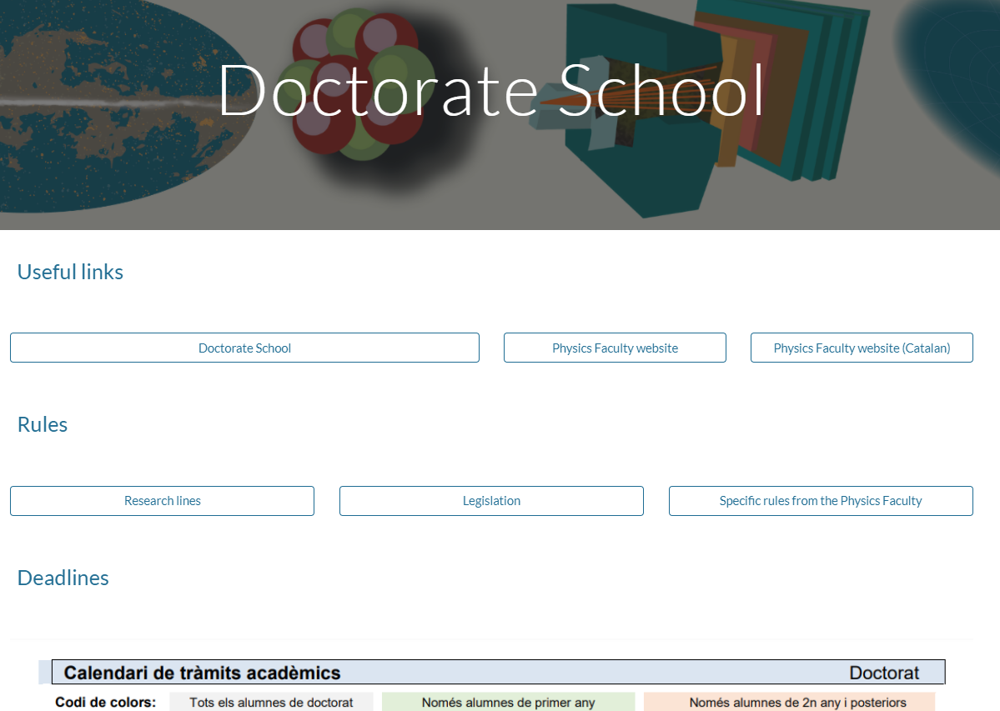 Doctorate School
Useful links
Doctorate School
Physics Faculty website
Physics Faculty website (Catalan)
Rules
Research lines
Legislation
Specific rules from the Physics Faculty
Deadlines
Calendari de tràmits acadèmics Doctorat
Codi de colors: Tots els alumnes de doctorat Només alumnes de primer any Només alumnes de 2n any i posteriors